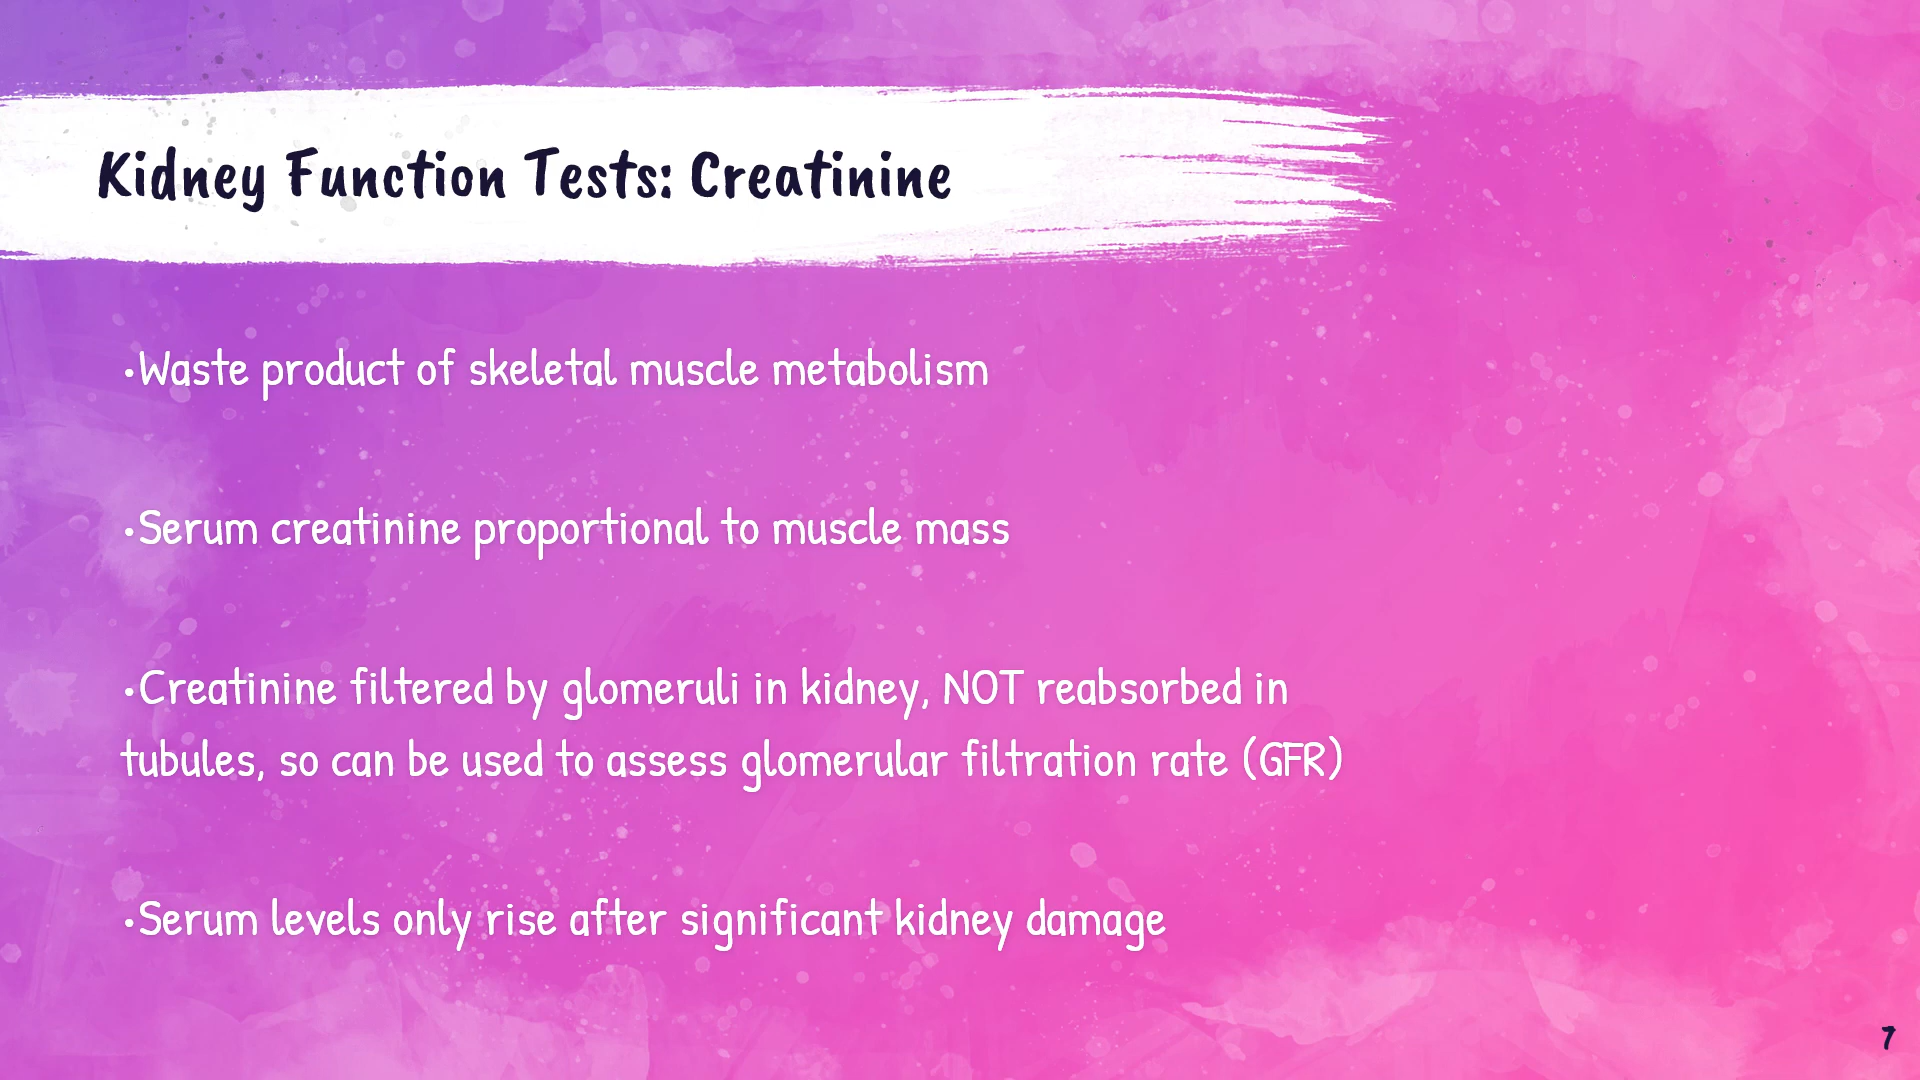 Kidney Function Tests: Creatinine
•Waste product of skeletal muscle metabolism
•Serum creatinine proportional to muscle mass
•Creatinine filtered by glomeruli in kidney, NOT reabsorbed in
tubules, so can be used to assess glomerular filtration rate (GFR)
•Serum levels only rise after significant kidney damage
7